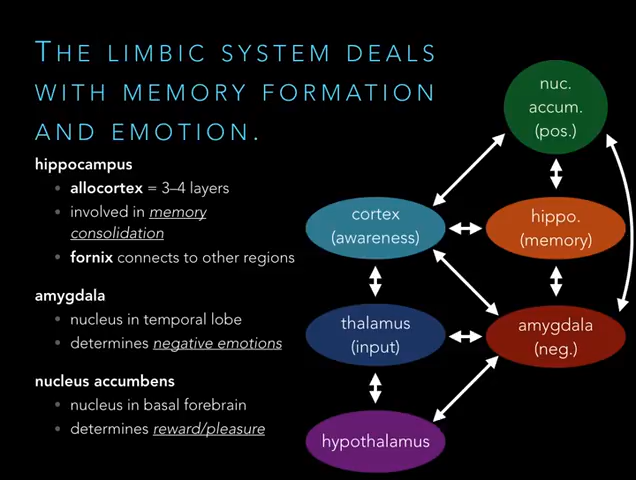 THE LIMBIC SYSTEM DEALS
WITH MEMORY FORMATION
AND EMOTION.
hippocampus
• allocortex = 3–4 layers
• involved in memory
consolidation
• fornix connects to other regions
amygdala
• nucleus in temporal lobe
• determines negative emotions
nucleus accumbens
• nucleus in basal forebrain
• determines reward/pleasure
nuc.
accum.
(pos.)
cortex
(awareness)
hippo.
(memory)
thalamus
(input)
amygdala
(neg.)
hypothalamus